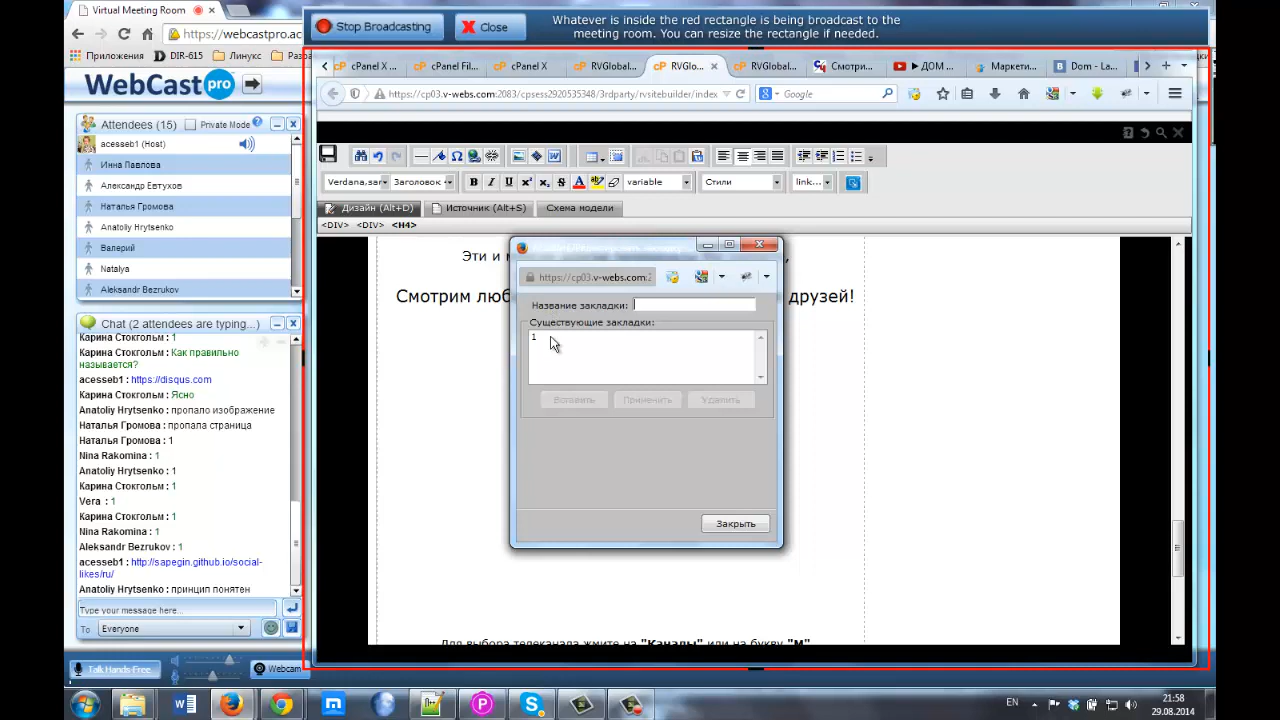 Virtual Meeting Room
https://webcastpro.ac
Приложения DIR-615 Линукс Блоги
WebCast pro
Attendees (15) Private Mode
acesseb1 (Host)
Инна Павлова
Александр Евтухов
Наталья Громова
Anatoliy Hrytsenko
Валерий
Natalya
Aleksandr Bezrukov
Chat (2 attendees are typing...)
Карина Стокгольм : 1
Карина Стокгольм : Как правильно
называется?
acesseb1 : https://disqus.com
Карина Стокгольм : Ясно
Anatoliy Hrytsenko : пропало изображение
Наталья Громова : пропала страница
Наталья Громова : 1
Nina Rakomina : 1
Anatoliy Hrytsenko : 1
Карина Стокгольм : 1
Vera : 1
Карина Стокгольм : 1
Nina Rakomina : 1
Aleksandr Bezrukov : 1
acesseb1 : http://sapegin.github.io/social-
likes/ru/
Anatoliy Hrytsenko : принцип понятен
Type your message here...
To Everyone
Talk Hands-Free Webcam
Stop Broadcasting Close
Whatever is inside the red rectangle is being broadcast to the
meeting room. You can resize the rectangle if needed.
cPanel X ... cPanel Fil... cPanel X RVGlobal... RVGlo... RVGlobal... Смотри... ДОМ ... Маркети... Dom - La...
https://cp03.v-webs.com:2083/cpsess2920535348/3rdparty/rvsitebuilder/index Google
Verdana,sar Заголовок 4 B I U variable Стили link...
Дизайн (Alt+D) Источник (Alt+S) Схема модели
<DIV> <DIV> <H4>
Эти и м
Смотрим люб друзей!
https://cp03.v-webs.com:2
Название закладки:
Существующие закладки:
1
Вставить Применить Удалить
Закрыть
Для выбора телеканала жмите на "Каналы" или на букву "М"
EN 21:58
29.08.2014